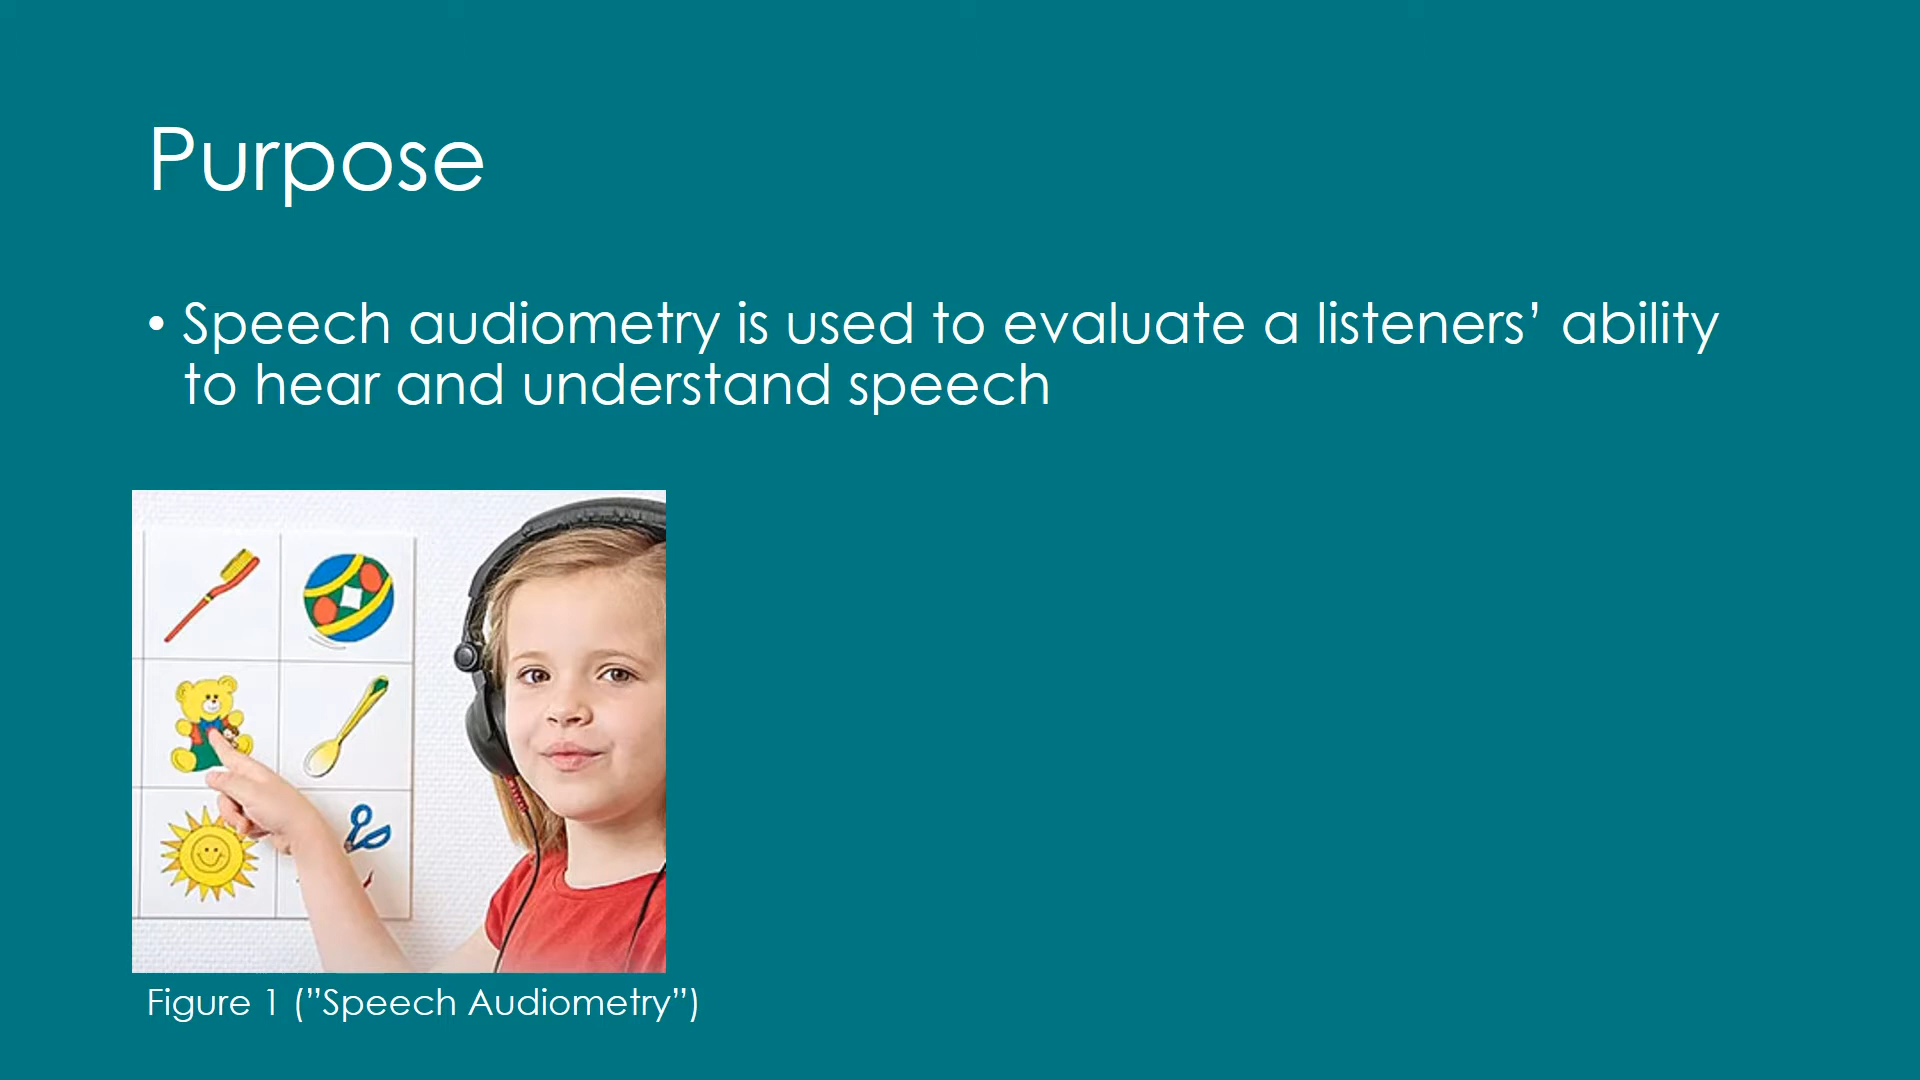 Purpose
• Speech audiometry is used to evaluate a listeners’ ability
to hear and understand speech
Figure 1 (”Speech Audiometry”)